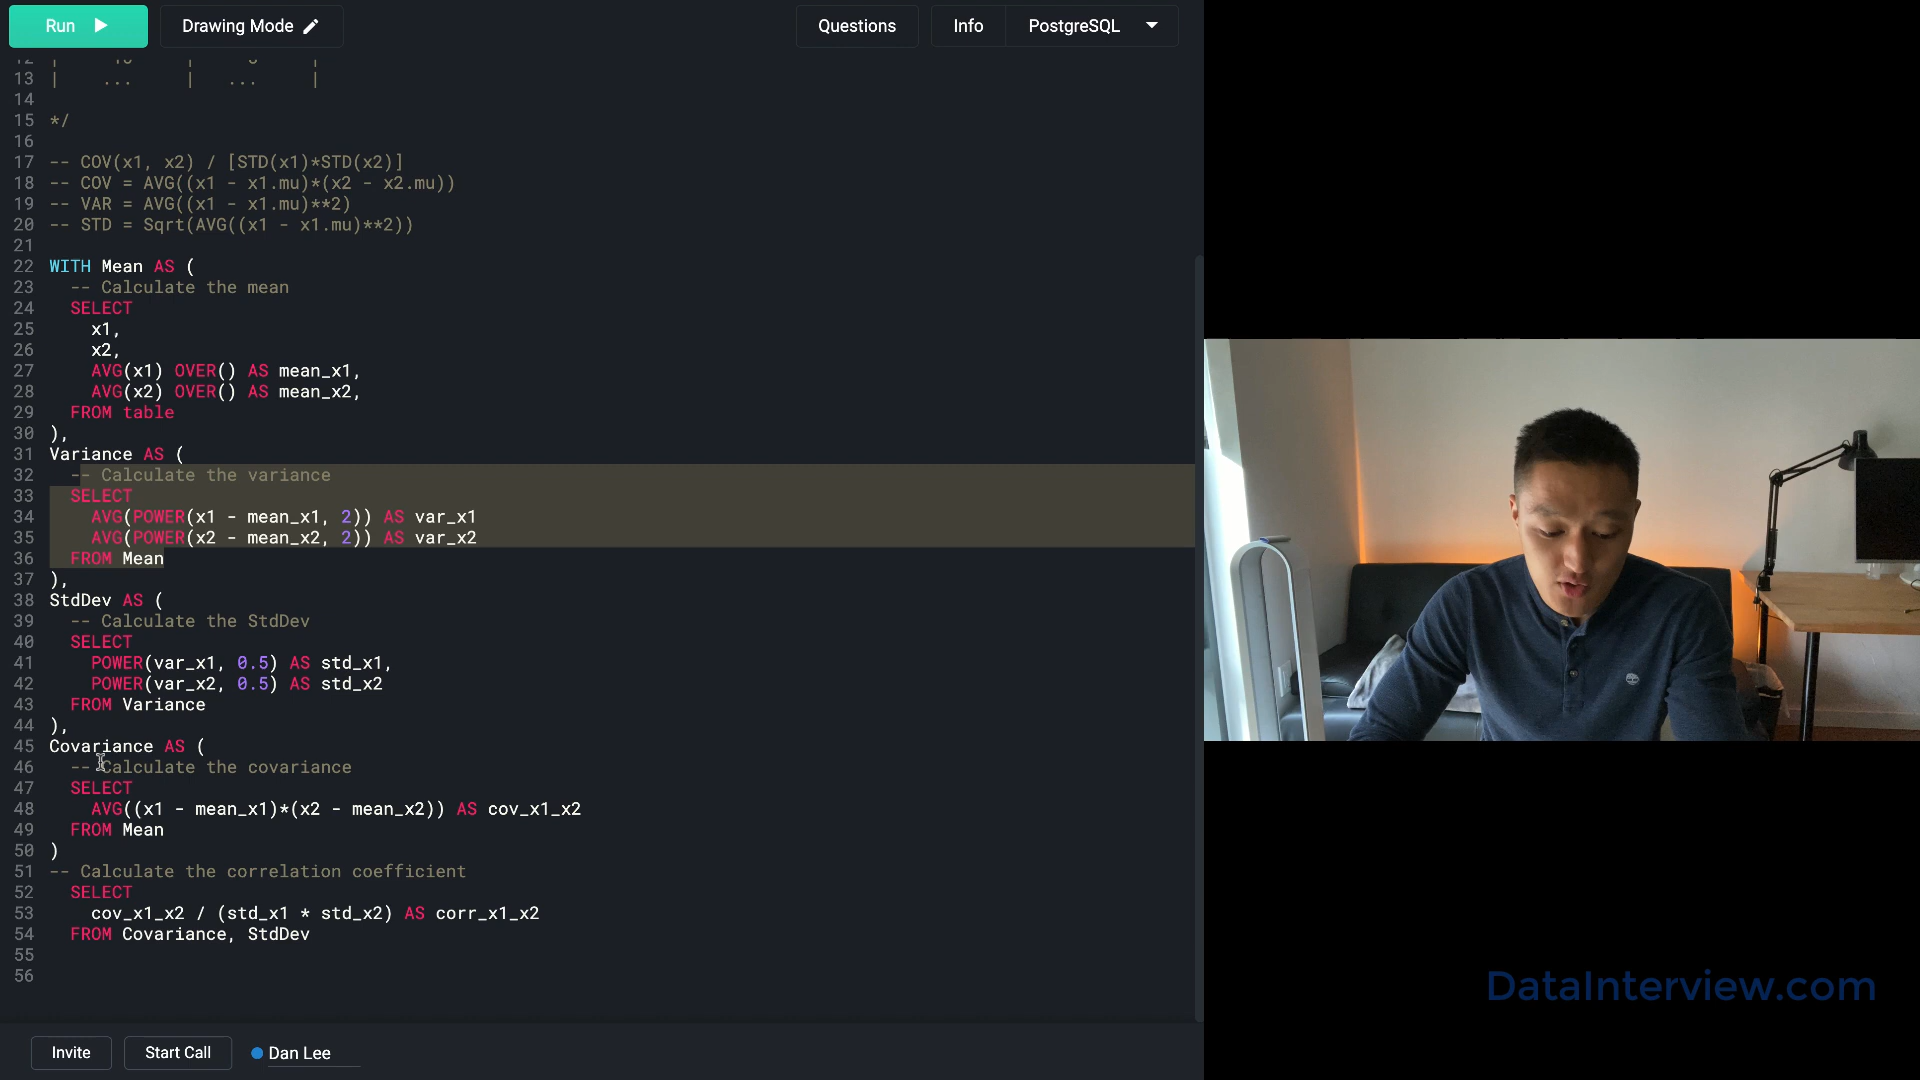 Run
Drawing Mode
Questions
Info
PostgreSQL
13 | ... | ... |
14
15 */
16
17 -- COV(x1, x2) / [STD(x1)*STD(x2)]
18 -- COV = AVG((x1 - x1.mu)*(x2 - x2.mu))
19 -- VAR = AVG((x1 - x1.mu)**2)
20 -- STD = Sqrt(AVG((x1 - x1.mu)**2))
21
22 WITH Mean AS (
23 -- Calculate the mean
24 SELECT
25 x1,
26 x2,
27 AVG(x1) OVER() AS mean_x1,
28 AVG(x2) OVER() AS mean_x2,
29 FROM table
30 ),
31 Variance AS (
32 -- Calculate the variance
33 SELECT
34 AVG(POWER(x1 - mean_x1, 2)) AS var_x1
35 AVG(POWER(x2 - mean_x2, 2)) AS var_x2
36 FROM Mean
37 ),
38 StdDev AS (
39 -- Calculate the StdDev
40 SELECT
41 POWER(var_x1, 0.5) AS std_x1,
42 POWER(var_x2, 0.5) AS std_x2
43 FROM Variance
44 ),
45 Covariance AS (
46 -- Calculate the covariance
47 SELECT
48 AVG((x1 - mean_x1)*(x2 - mean_x2)) AS cov_x1_x2
49 FROM Mean
50 )
51 -- Calculate the correlation coefficient
52 SELECT
53 cov_x1_x2 / (std_x1 * std_x2) AS corr_x1_x2
54 FROM Covariance, StdDev
55
56
Invite
Start Call
Dan Lee
DataInterview.com